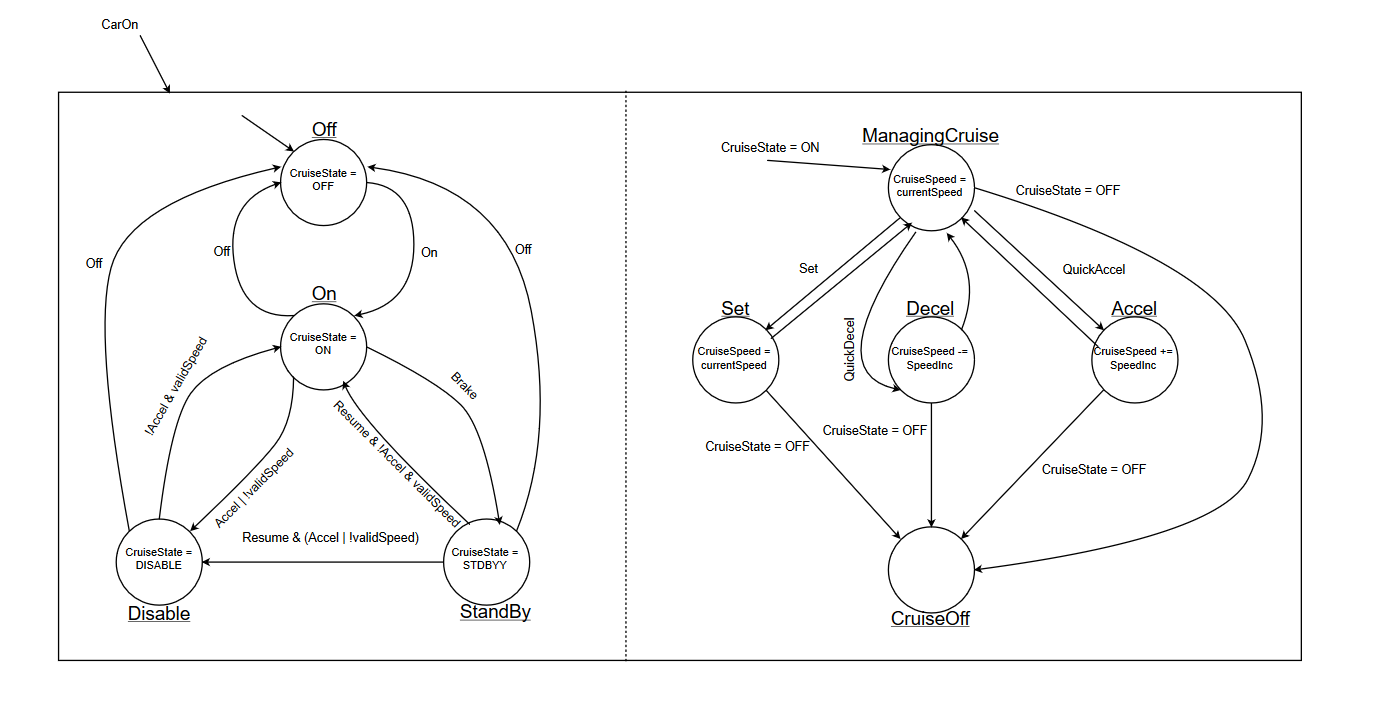 CarOn
Off
CruiseState =
OFF
Off
On
Off
Off
On
CruiseState =
ON
!Accel & validSpeed
Brake
Resume & !Accel & validSpeed
Accel | !validSpeed
Resume & (Accel | !validSpeed)
CruiseState =
DISABLE
Disable
CruiseState =
STDBYY
StandBy
ManagingCruise
CruiseState = ON
CruiseSpeed =
currentSpeed
CruiseState = OFF
Set
QuickAccel
QuickDecel
Set
CruiseSpeed =
currentSpeed
Decel
CruiseSpeed -=
SpeedInc
Accel
CruiseSpeed +=
SpeedInc
CruiseState = OFF
CruiseState = OFF
CruiseState = OFF
CruiseOff